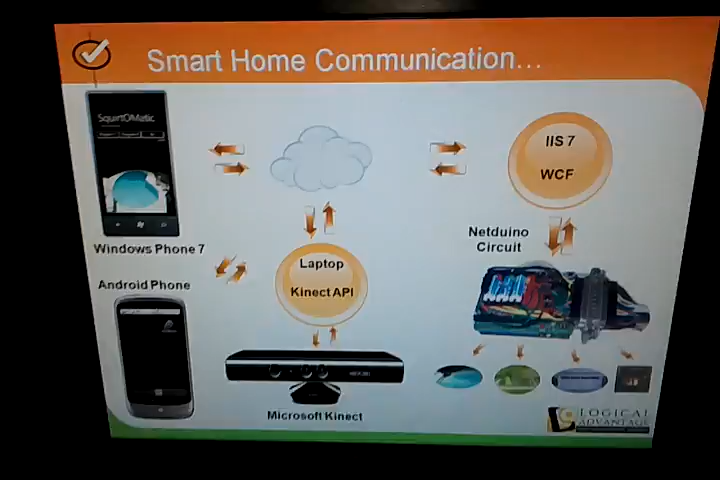 Smart Home Communication...
SquirtOMatic
IIS 7
WCF
Netduino
Circuit
Windows Phone 7
Laptop
Kinect API
Android Phone
Microsoft Kinect
LOGICAL
ADVANTAGE